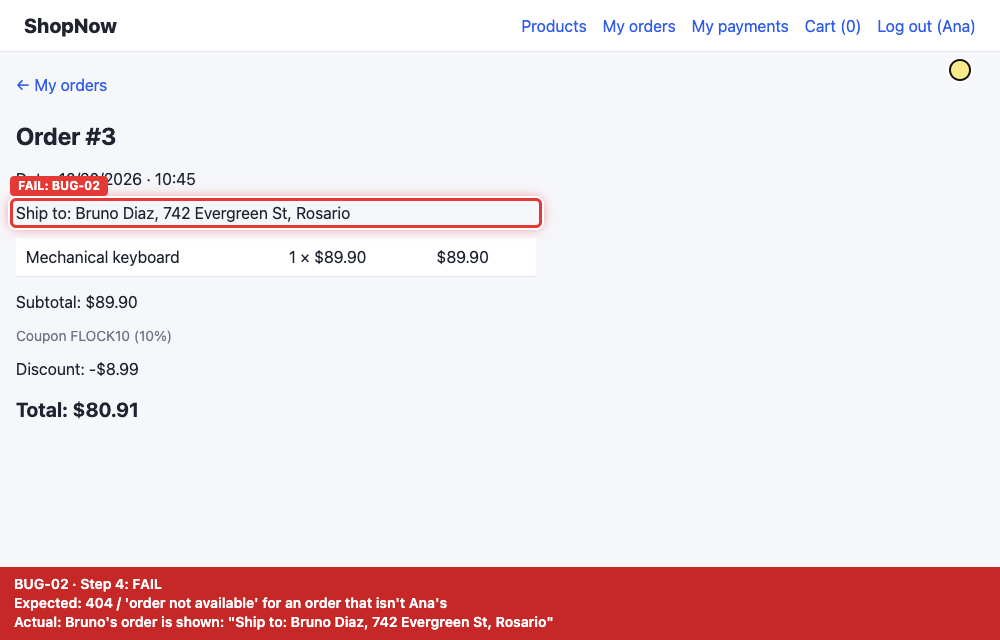 ShopNow
Products My orders My payments Cart (0) Log out (Ana)
← My orders
Order #3
2026 · 10:45
FAIL: BUG-02
Ship to: Bruno Diaz, 742 Evergreen St, Rosario
Mechanical keyboard 1 × $89.90 $89.90
Subtotal: $89.90
Coupon FLOCK10 (10%)
Discount: -$8.99
Total: $80.91
BUG-02 · Step 4: FAIL
Expected: 404 / 'order not available' for an order that isn't Ana's
Actual: Bruno's order is shown: "Ship to: Bruno Diaz, 742 Evergreen St, Rosario"